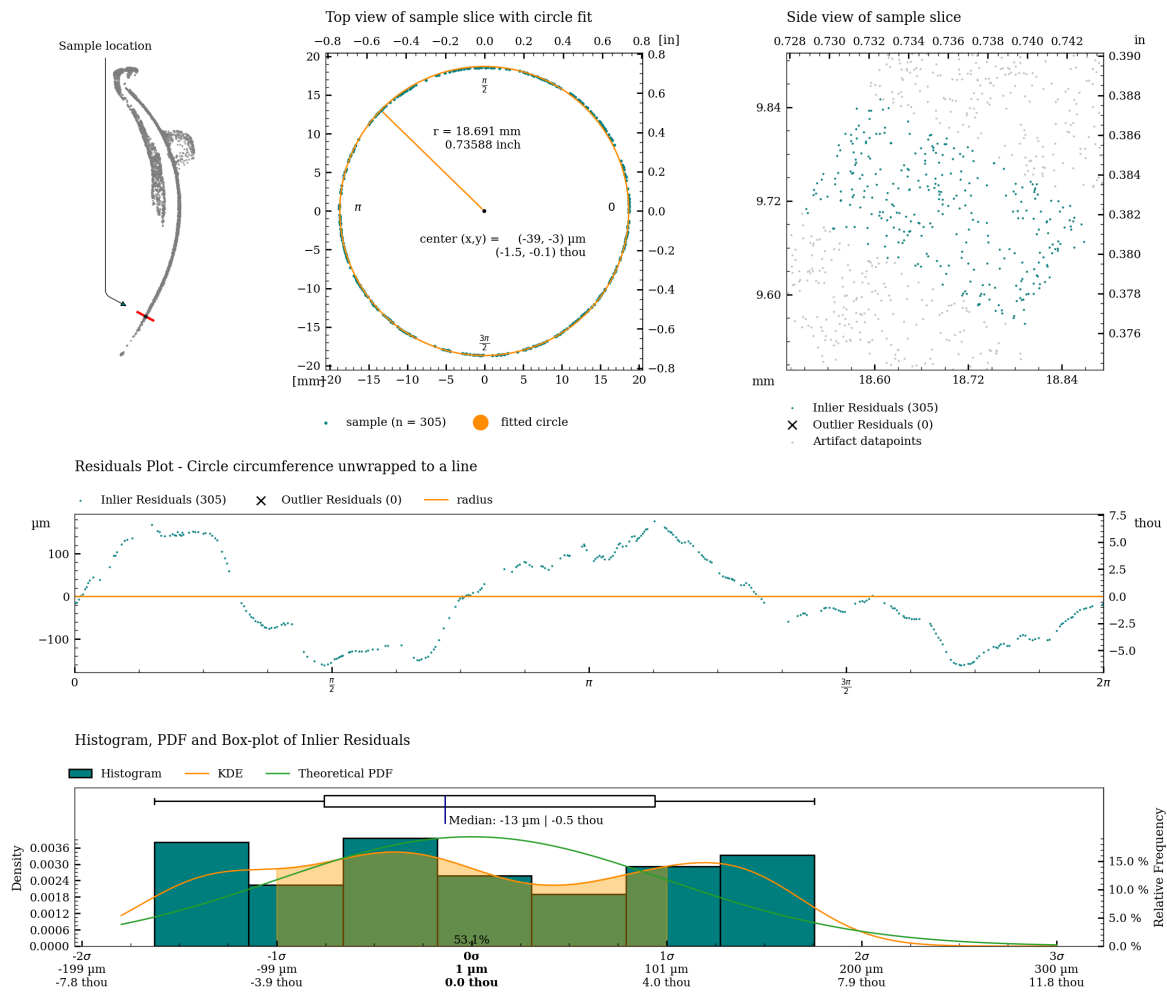 Sample location
Top view of sample slice with circle fit
−0.8 −0.6 −0.4 −0.2 0.0 0.2 0.4 0.6 0.8 [in]
20 15 10 5 0 −5 −10 −15 −20
0.8 0.6 0.4 0.2 0.0 −0.2 −0.4 −0.6 −0.8
π/2
r = 18.691 mm
0.73588 inch
π 0
center (x,y) = (-39, -3) µm
(-1.5, -0.1) thou
3π/2
[mm] −20 −15 −10 −5 0 5 10 15 20
sample (n = 305) fitted circle
Side view of sample slice
0.728 0.730 0.732 0.734 0.736 0.738 0.740 0.742 in
9.84 9.72 9.60
0.390 0.388 0.386 0.384 0.382 0.380 0.378 0.376
mm 18.60 18.72 18.84
Inlier Residuals (305)
Outlier Residuals (0)
Artifact datapoints
Residuals Plot - Circle circumference unwrapped to a line
Inlier Residuals (305) Outlier Residuals (0) radius
µm thou
100 0 −100
7.5 5.0 2.5 0.0 −2.5 −5.0
0 π/2 π 3π/2 2π
Histogram, PDF and Box-plot of Inlier Residuals
Histogram KDE Theoretical PDF
Median: -13 µm | -0.5 thou
Density
0.0036 0.0030 0.0024 0.0018 0.0012 0.0006 0.0000
Relative Frequency
15.0 % 10.0 % 5.0 % 0.0 %
53.1%
-2σ -1σ 0σ 1σ 2σ 3σ
-199 µm -99 µm 1 µm 101 µm 200 µm 300 µm
-7.8 thou -3.9 thou 0.0 thou 4.0 thou 7.9 thou 11.8 thou